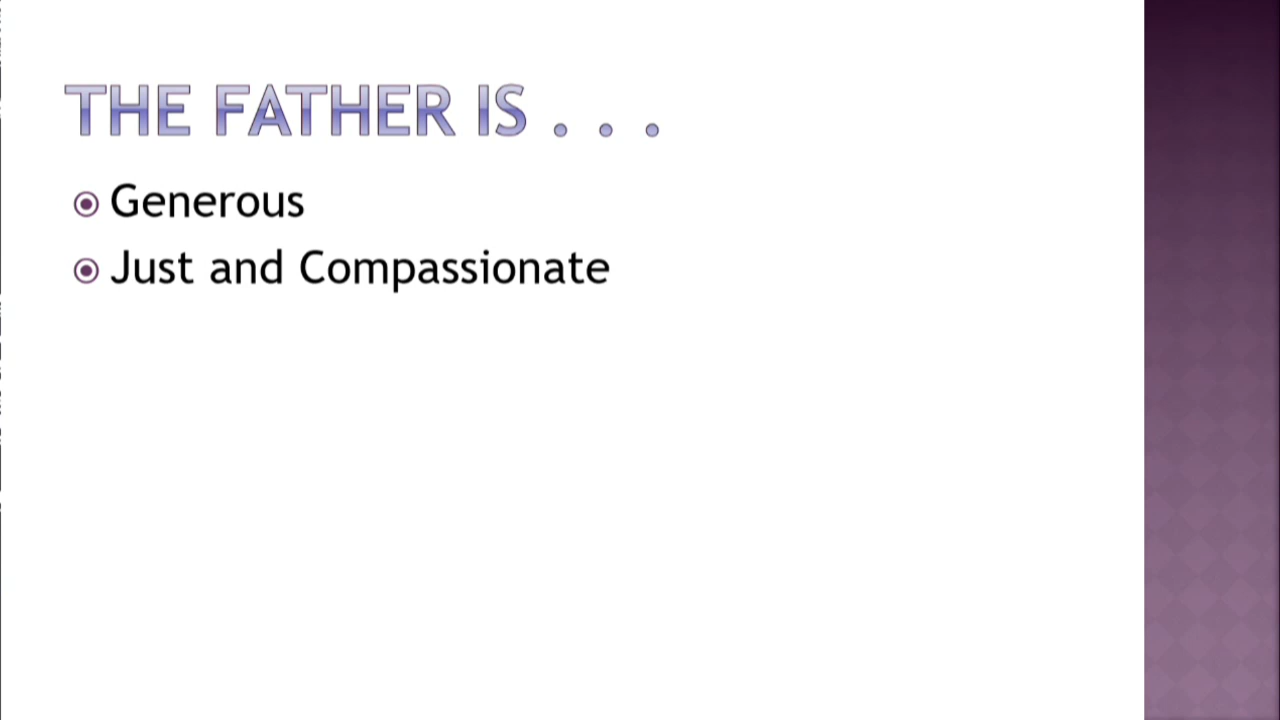 THE FATHER IS . . .
Generous
Just and Compassionate